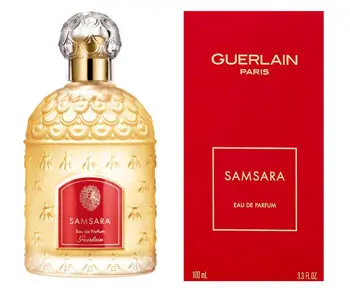 SAMSARA
Eau de Parfum
Guerlain
GUERLAIN
PARIS
SAMSARA
EAU DE PARFUM
100 mL 3.3 FL.OZ